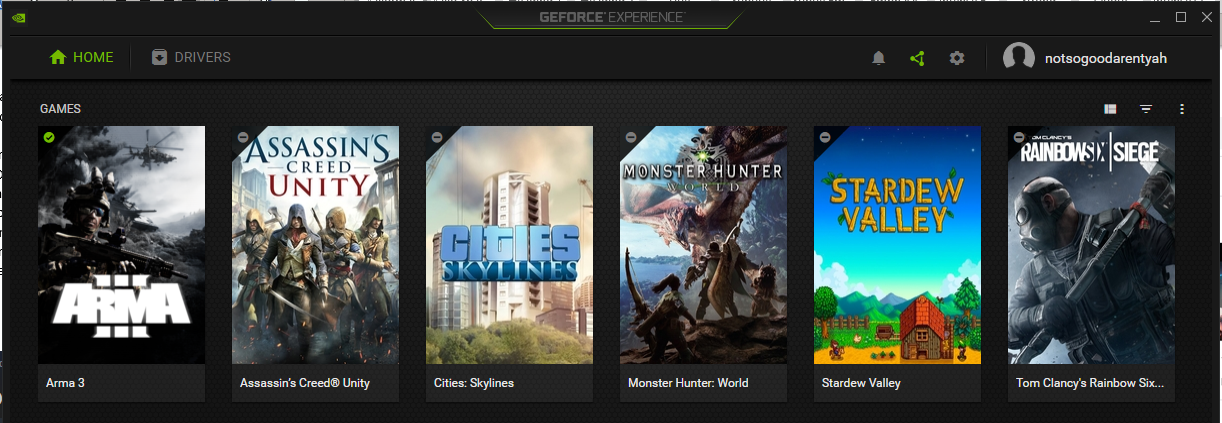 GEFORCE® EXPERIENCE
HOME
DRIVERS
notsogoodarentyah
GAMES
ARMA
III
Arma 3
ASSASSIN'S
CREED
UNITY
Assassin's Creed® Unity
CITIES
SKYLINES
Cities: Skylines
MONSTER HUNTER
WORLD
Monster Hunter: World
STARDEW
VALLEY
Stardew Valley
TOM CLANCY'S
RAINBOW SIX | SIEGE
Tom Clancy's Rainbow Six...